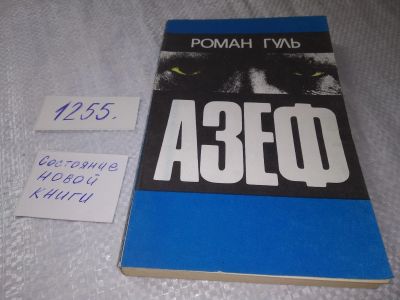 РОМАН ГУЛЬ
АЗЕФ
1255.
Состояние
новой
книги